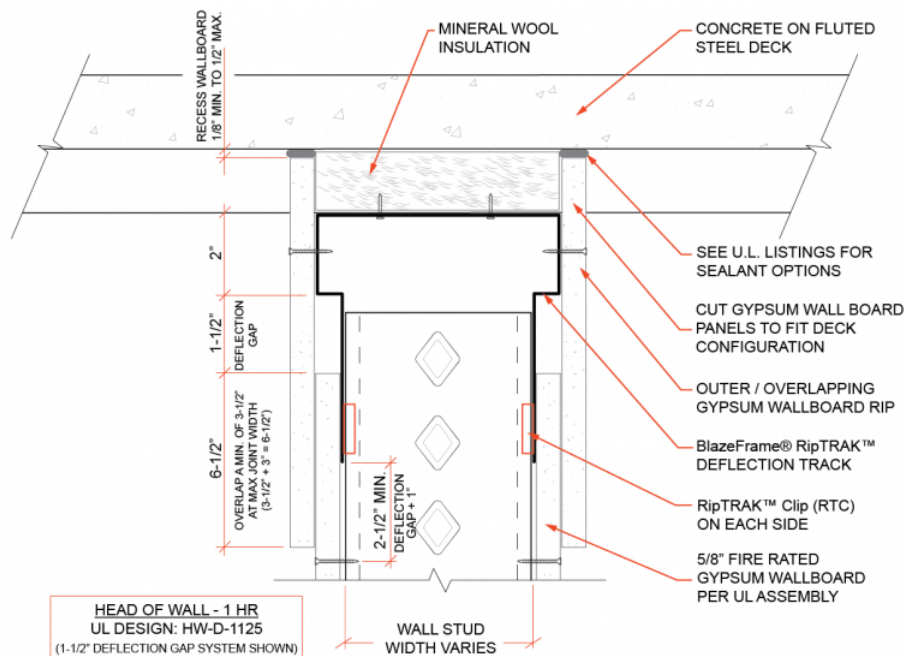 RECESS WALLBOARD
1/8" MIN. TO 1/2" MAX.
MINERAL WOOL
INSULATION
CONCRETE ON FLUTED
STEEL DECK
2"
1-1/2"
DEFLECTION
GAP
6-1/2"
OVERLAP A MIN. OF 3-1/2"
AT MAX JOINT WIDTH
(3-1/2" + 3" = 6-1/2")
2-1/2" MIN.
DEFLECTION
GAP + 1"
SEE U.L. LISTINGS FOR
SEALANT OPTIONS
CUT GYPSUM WALL BOARD
PANELS TO FIT DECK
CONFIGURATION
OUTER / OVERLAPPING
GYPSUM WALLBOARD RIP
BlazeFrame® RipTRAK™
DEFLECTION TRACK
RipTRAK™ Clip (RTC)
ON EACH SIDE
5/8" FIRE RATED
GYPSUM WALLBOARD
PER UL ASSEMBLY
HEAD OF WALL - 1 HR
UL DESIGN: HW-D-1125
(1-1/2" DEFLECTION GAP SYSTEM SHOWN)
WALL STUD
WIDTH VARIES